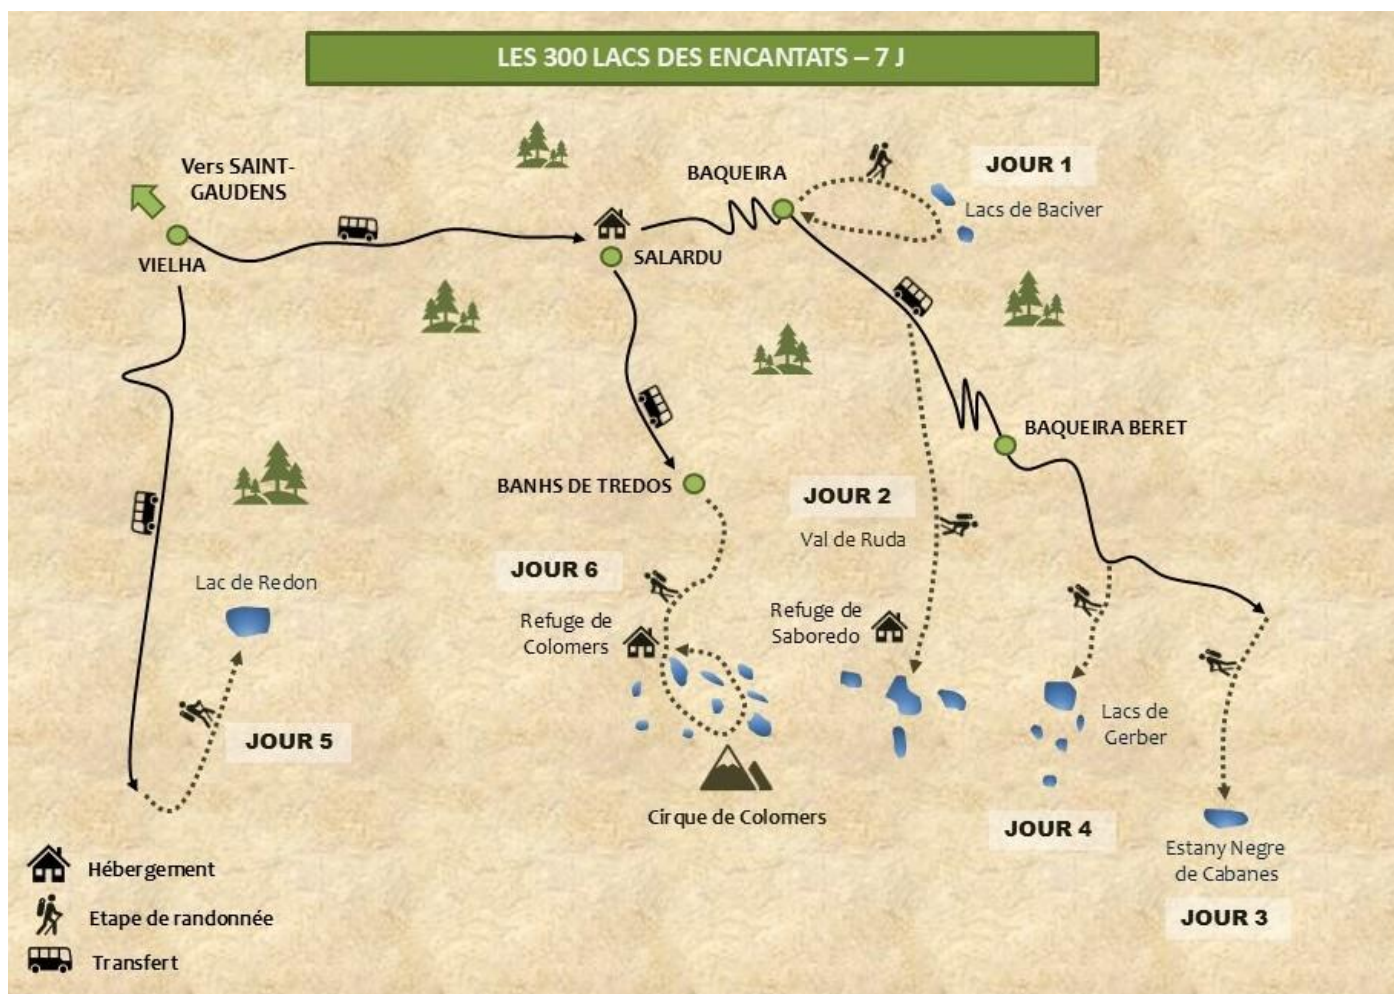 LES 300 LACS DES ENCANTATS – 7 J
Vers SAINT-
GAUDENS
VIELHA
SALARDU
BAQUEIRA
JOUR 1
Lacs de Baciver
BAQUEIRA BERET
BANHS DE TREDOS
JOUR 2
Val de Ruda
JOUR 6
Refuge de
Colomers
Refuge de
Saboredo
Lac de Redon
JOUR 5
Cirque de Colomers
Lacs de
Gerber
JOUR 4
Estany Negre
de Cabanes
JOUR 3
Hébergement
Etape de randonnée
Transfert